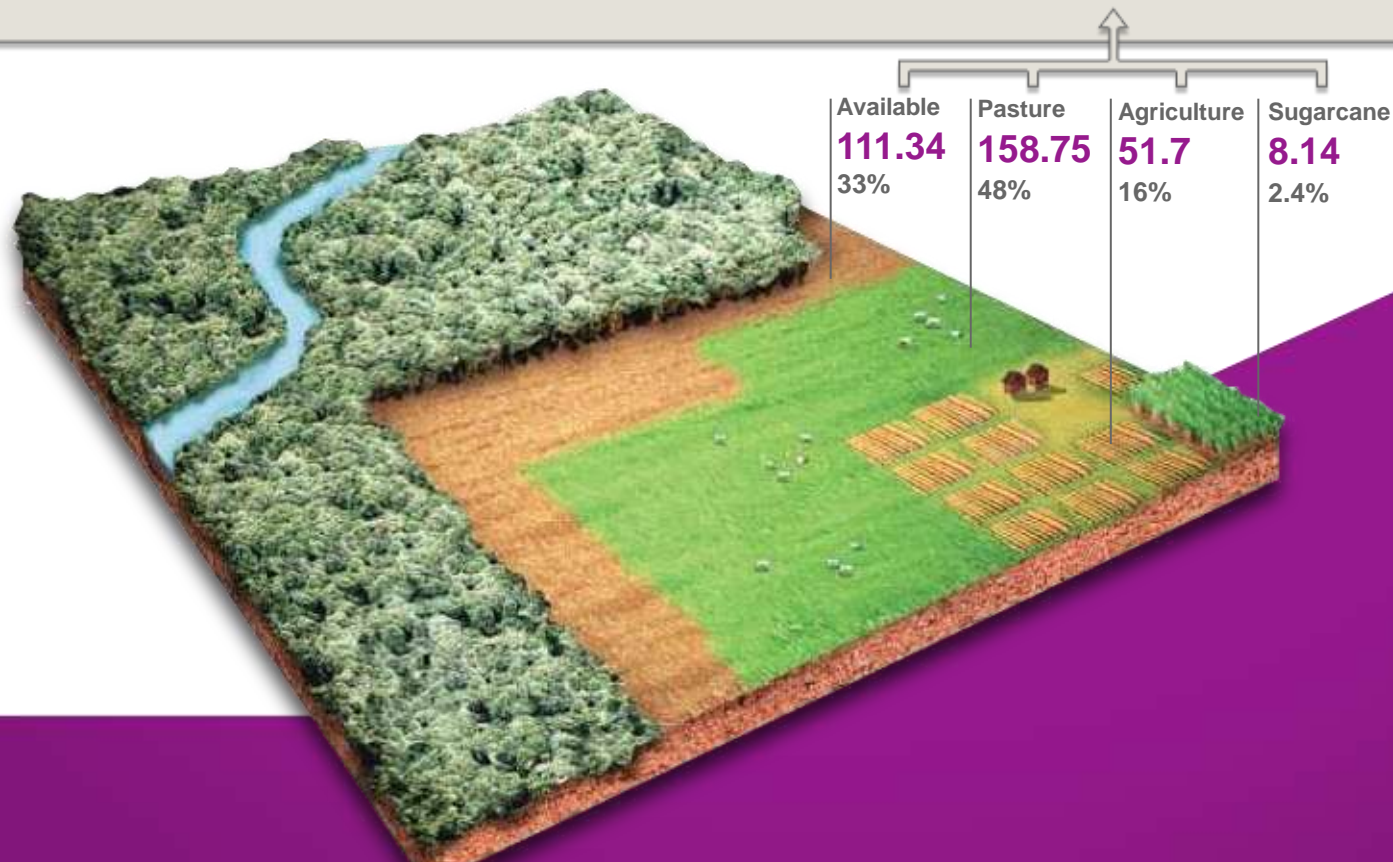 Available
111.34
33%
Pasture
158.75
48%
Agriculture
51.7
16%
Sugarcane
8.14
2.4%